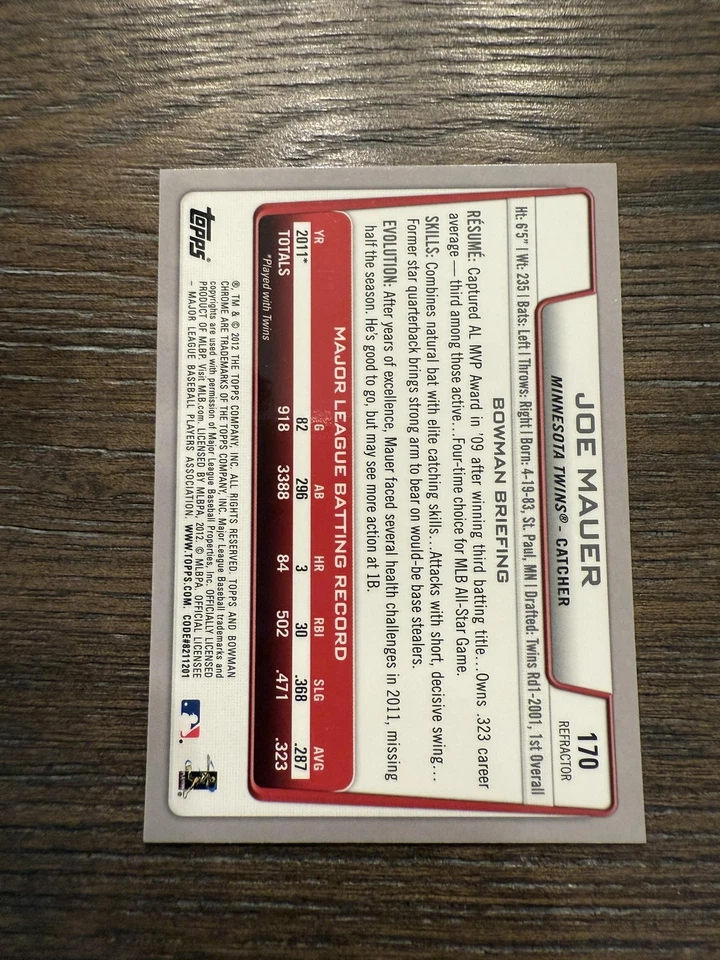 JOE MAUER
170
MINNESOTA TWINS® - CATCHER
REFRACTOR
Ht: 6'5" | Wt: 235 | Bats: Left | Throws: Right | Born: 4-19-83, St. Paul, MN | Drafted: Twins Rd1-2001, 1st Overall
BOWMAN BRIEFING
RÉSUMÉ: Captured AL MVP Award in '09 after winning third batting title...Owns .323 career
average — third among those active...Four-time choice for MLB All-Star Game.
SKILLS: Combines natural bat with elite catching skills...Attacks with short, decisive swing...
Former star quarterback brings strong arm to bear on would-be base stealers.
EVOLUTION: After years of excellence, Mauer faced several health challenges in 2011, missing
half the season. He's good to go, but may see more action at 1B.
MAJOR LEAGUE BATTING RECORD
YR G AB HR RBI SLG AVG
2011* 82 296 3 30 .368 .287
TOTALS 918 3388 84 502 .471 .323
*Played with Twins
topps®
®, TM & © 2012 THE TOPPS COMPANY, INC. ALL RIGHTS RESERVED. TOPPS AND BOWMAN
CHROME ARE TRADEMARKS OF THE TOPPS COMPANY, INC. Major League Baseball trademarks and
copyrights are used with permission of Major League Baseball Properties, Inc. OFFICIALLY LICENSED
PRODUCT OF MLBP. Visit MLB.com. LICENSED BY MLBPA, 2012. © MLBPA. OFFICIAL LICENSEE
– MAJOR LEAGUE BASEBALL PLAYERS ASSOCIATION. WWW.TOPPS.COM. CODE#8211201